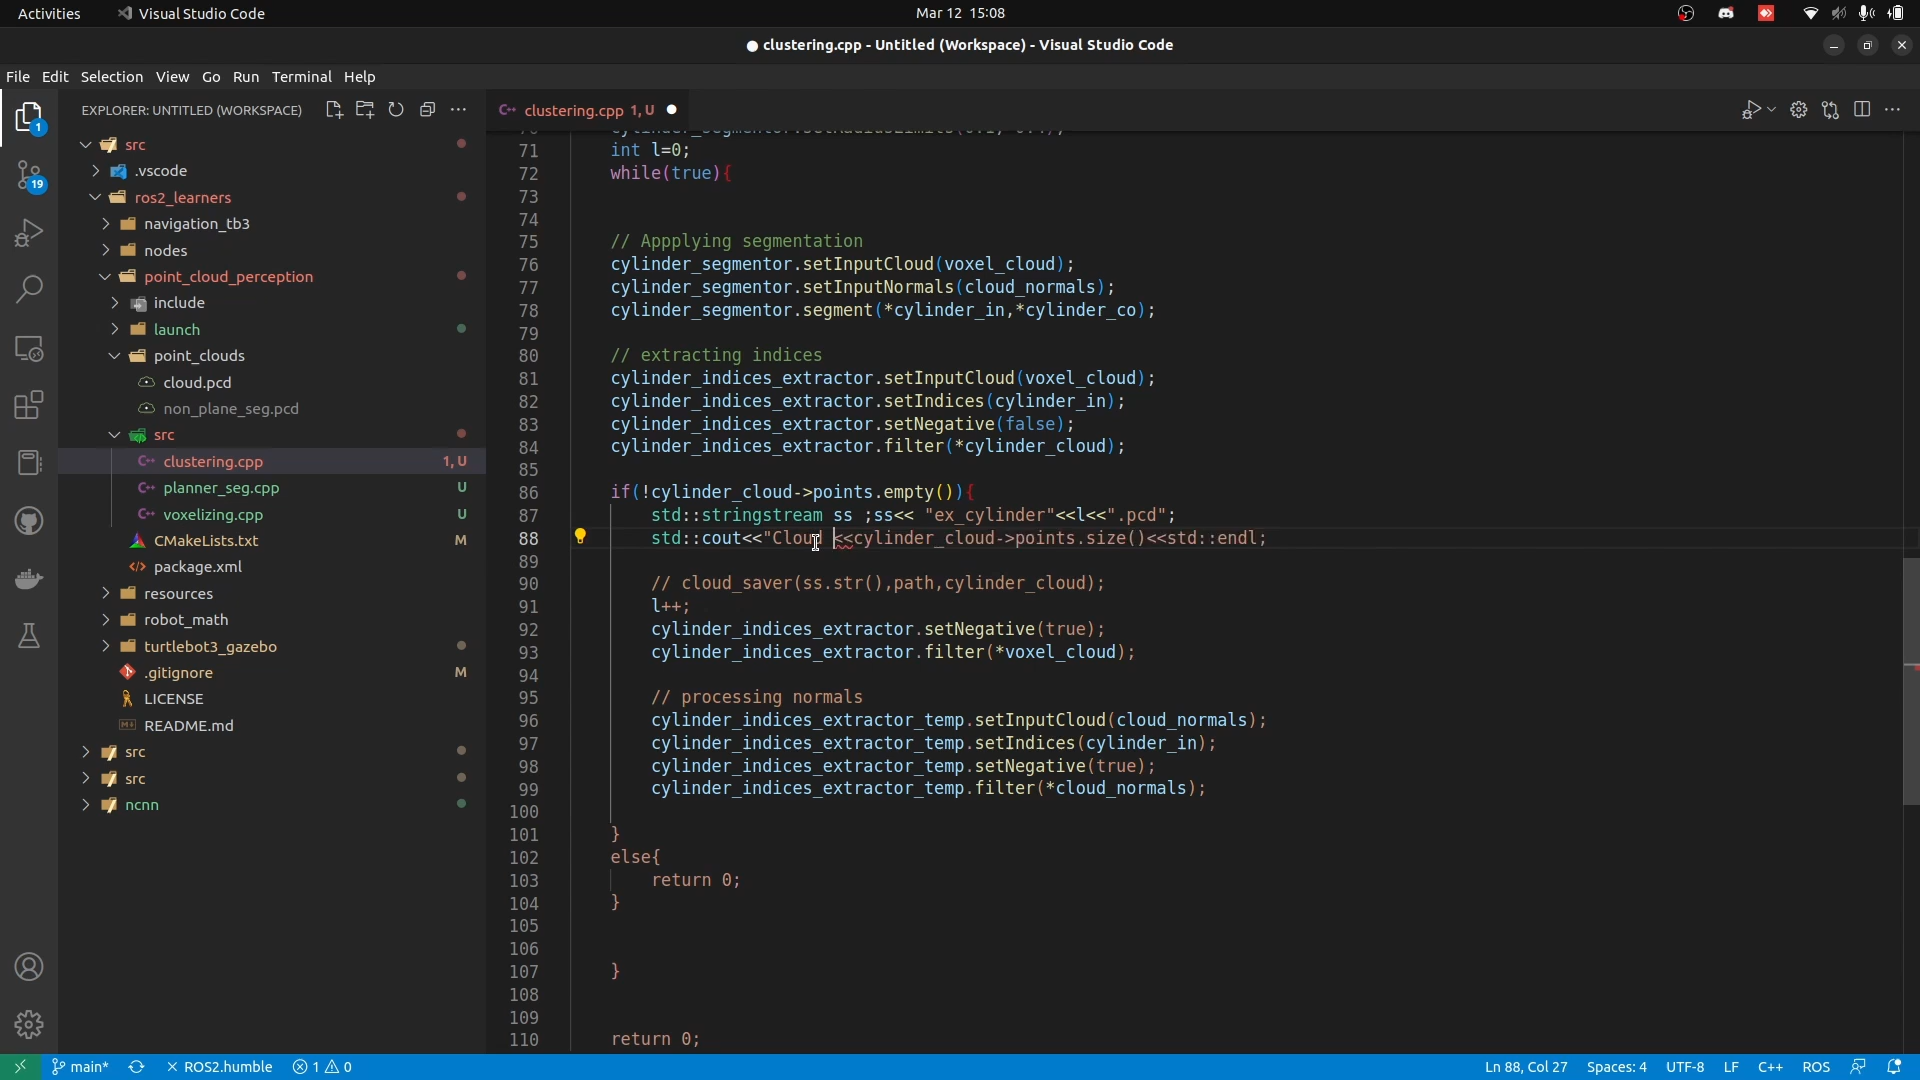 Activities
Visual Studio Code
Mar 12 15:08
● clustering.cpp - Untitled (Workspace) - Visual Studio Code
File Edit Selection View Go Run Terminal Help
EXPLORER: UNTITLED (WORKSPACE)
1
19
src
.vscode
ros2_learners
navigation_tb3
nodes
point_cloud_perception
include
launch
point_clouds
cloud.pcd
non_plane_seg.pcd
src
clustering.cpp 1, U
planner_seg.cpp U
voxelizing.cpp U
CMakeLists.txt M
package.xml
resources
robot_math
turtlebot3_gazebo
.gitignore M
LICENSE
README.md
src
src
ncnn
clustering.cpp 1, U
71 int l=0;
72 while(true){
73
74
75 // Appplying segmentation
76 cylinder_segmentor.setInputCloud(voxel_cloud);
77 cylinder_segmentor.setInputNormals(cloud_normals);
78 cylinder_segmentor.segment(*cylinder_in,*cylinder_co);
79
80 // extracting indices
81 cylinder_indices_extractor.setInputCloud(voxel_cloud);
82 cylinder_indices_extractor.setIndices(cylinder_in);
83 cylinder_indices_extractor.setNegative(false);
84 cylinder_indices_extractor.filter(*cylinder_cloud);
85
86 if(!cylinder_cloud->points.empty()){
87 std::stringstream ss ;ss<< "ex_cylinder"<<l<<".pcd";
88 std::cout<<"Cloud <<cylinder_cloud->points.size()<<std::endl;
89
90 // cloud_saver(ss.str(),path,cylinder_cloud);
91 l++;
92 cylinder_indices_extractor.setNegative(true);
93 cylinder_indices_extractor.filter(*voxel_cloud);
94
95 // processing normals
96 cylinder_indices_extractor_temp.setInputCloud(cloud_normals);
97 cylinder_indices_extractor_temp.setIndices(cylinder_in);
98 cylinder_indices_extractor_temp.setNegative(true);
99 cylinder_indices_extractor_temp.filter(*cloud_normals);
100
101 }
102 else{
103 return 0;
104 }
105
106
107 }
108
109
110 return 0;
main* ROS2.humble 1 0
Ln 88, Col 27 Spaces: 4 UTF-8 LF C++ ROS